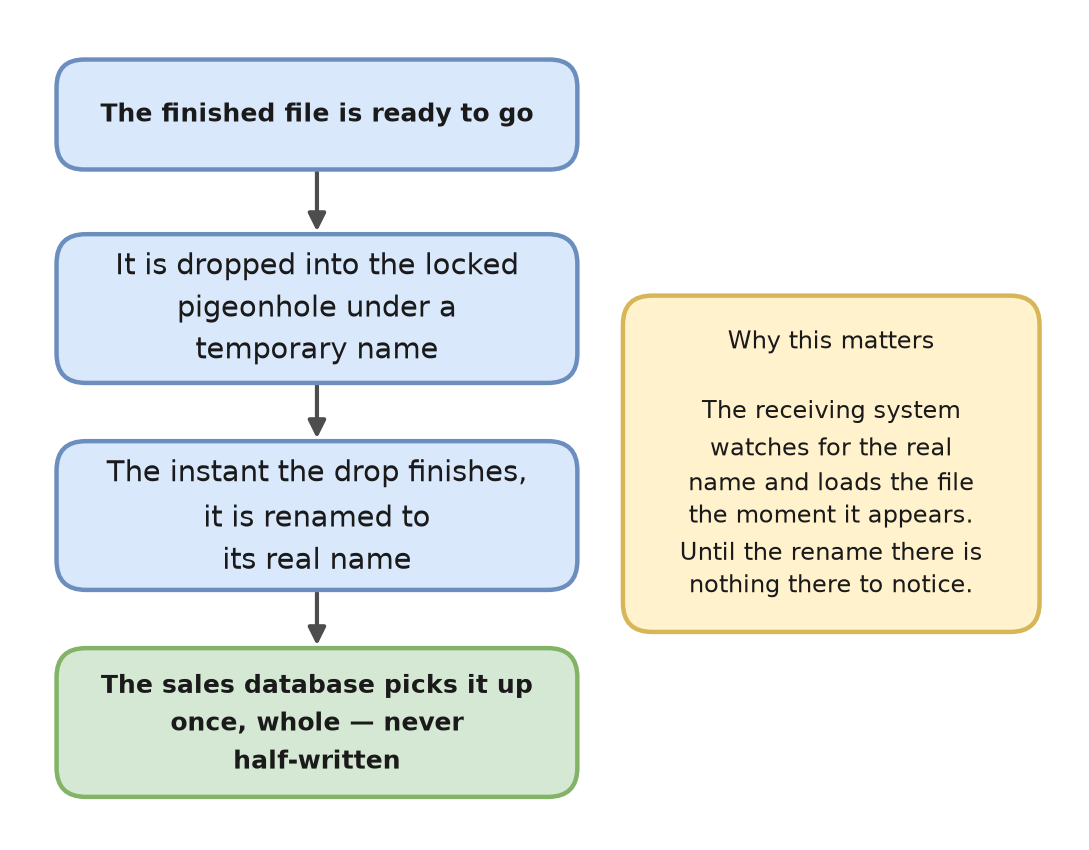 The finished file is ready to go
It is dropped into the locked
pigeonhole under a
temporary name
The instant the drop finishes,
it is renamed to
its real name
The sales database picks it up
once, whole — never
half-written
Why this matters
The receiving system
watches for the real
name and loads the file
the moment it appears.
Until the rename there is
nothing there to notice.